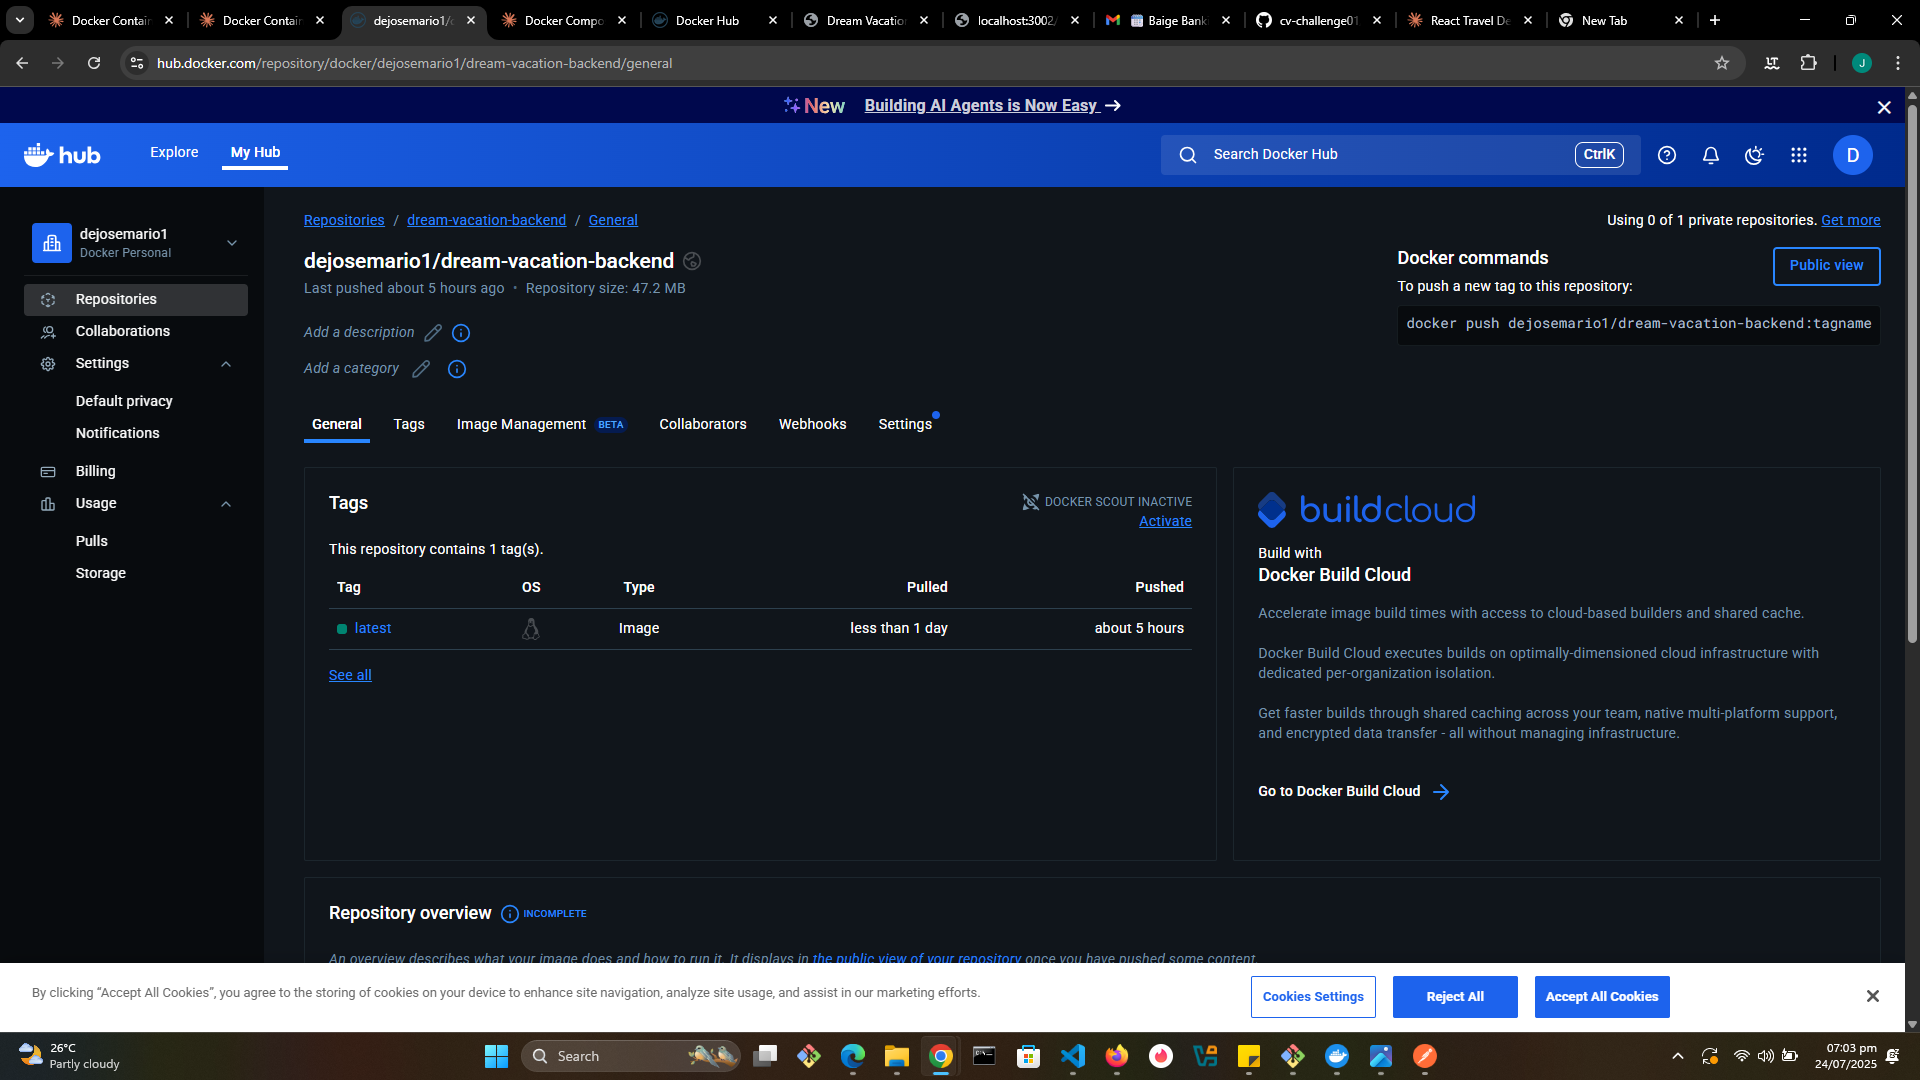 Docker Contain
Docker Contain
dejosemario1/d
Docker Compo
Docker Hub
Dream Vacation
localhost:3002/
Baige Bank
cv-challenge01
React Travel De
New Tab
hub.docker.com/repository/docker/dejosemario1/dream-vacation-backend/general
J
New Building AI Agents is Now Easy →
hub
Explore
My Hub
Search Docker Hub
CtrlK
D
dejosemario1
Docker Personal
Repositories
Collaborations
Settings
Default privacy
Notifications
Billing
Usage
Pulls
Storage
Repositories / dream-vacation-backend / General
Using 0 of 1 private repositories. Get more
dejosemario1/dream-vacation-backend
Last pushed about 5 hours ago • Repository size: 47.2 MB
Add a description
Add a category
Docker commands
Public view
To push a new tag to this repository:
docker push dejosemario1/dream-vacation-backend:tagname
General
Tags
Image Management BETA
Collaborators
Webhooks
Settings
Tags
DOCKER SCOUT INACTIVE
Activate
This repository contains 1 tag(s).
Tag OS Type Pulled Pushed
latest Image less than 1 day about 5 hours
See all
buildcloud
Build with
Docker Build Cloud
Accelerate image build times with access to cloud-based builders and shared cache.
Docker Build Cloud executes builds on optimally-dimensioned cloud infrastructure with
dedicated per-organization isolation.
Get faster builds through shared caching across your team, native multi-platform support,
and encrypted data transfer - all without managing infrastructure.
Go to Docker Build Cloud
Repository overview INCOMPLETE
An overview describes what your image does and how to run it. It displays in the public view of your repository once you have pushed some content.
By clicking “Accept All Cookies”, you agree to the storing of cookies on your device to enhance site navigation, analyze site usage, and assist in our marketing efforts.
Cookies Settings
Reject All
Accept All Cookies
26°C
Partly cloudy
Search
07:03 pm
24/07/2025